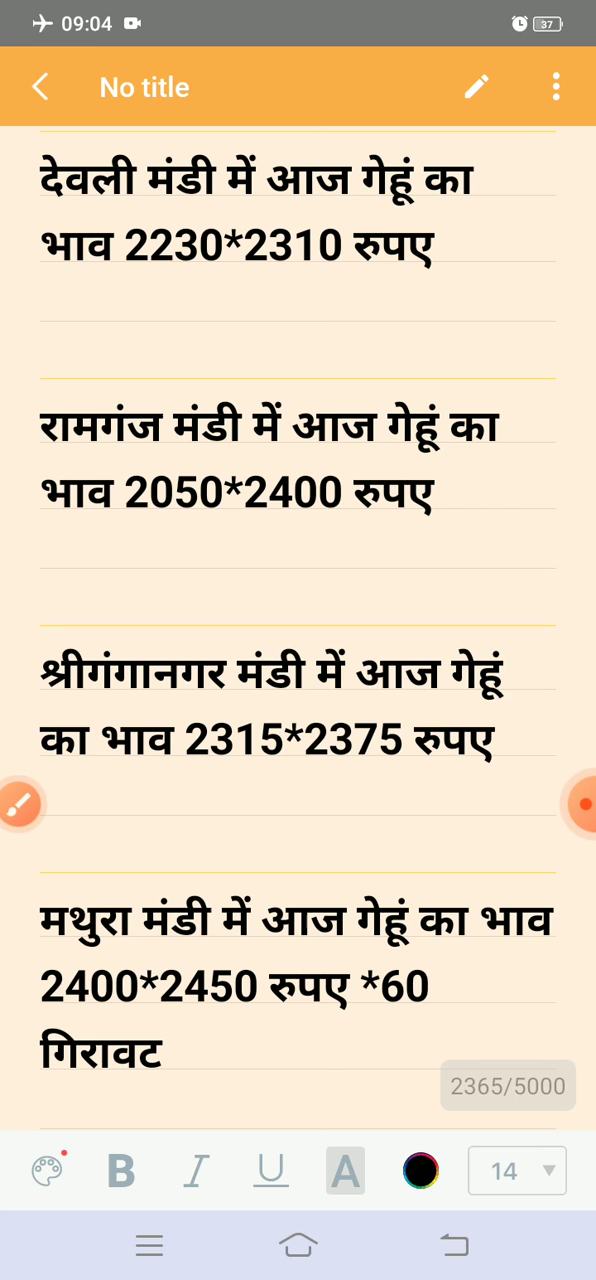 09:04
37
No title
देवली मंडी में आज गेहूं का
भाव 2230*2310 रुपए
रामगंज मंडी में आज गेहूं का
भाव 2050*2400 रुपए
श्रीगंगानगर मंडी में आज गेहूं
का भाव 2315*2375 रुपए
मथुरा मंडी में आज गेहूं का भाव
2400*2450 रुपए *60
गिरावट
2365/5000
B I U A 14